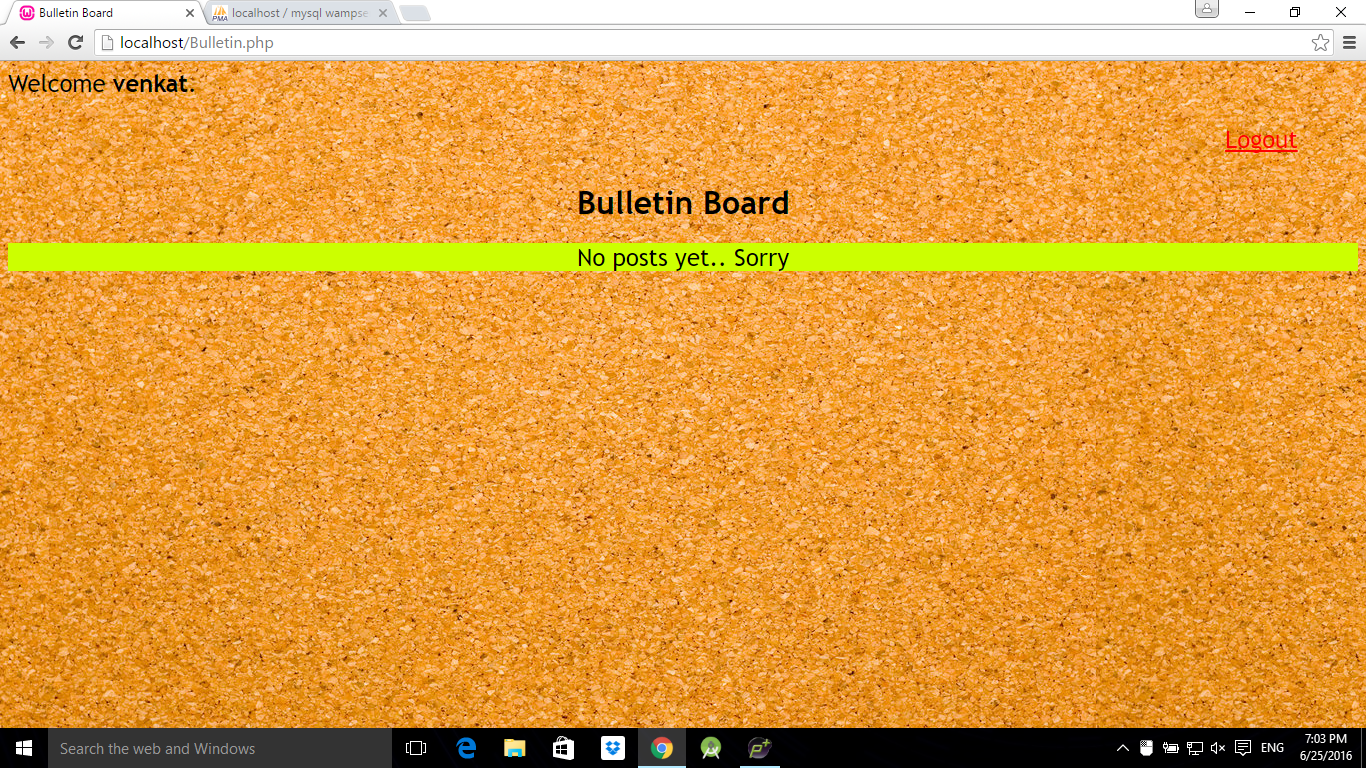 Bulletin Board
localhost / mysql wampse
localhost/Bulletin.php
Welcome venkat.
Logout
Bulletin Board
No posts yet.. Sorry
Search the web and Windows
ENG
7:03 PM
6/25/2016